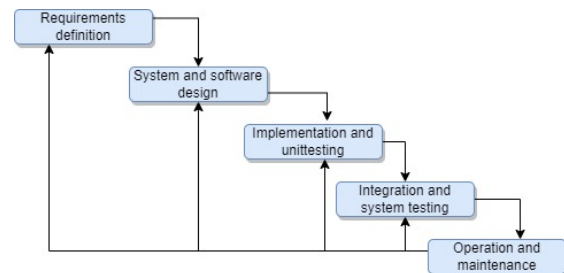 Requirements
definition
System and software
design
Implementation and
unittesting
Integration and
system testing
Operation and
maintenance